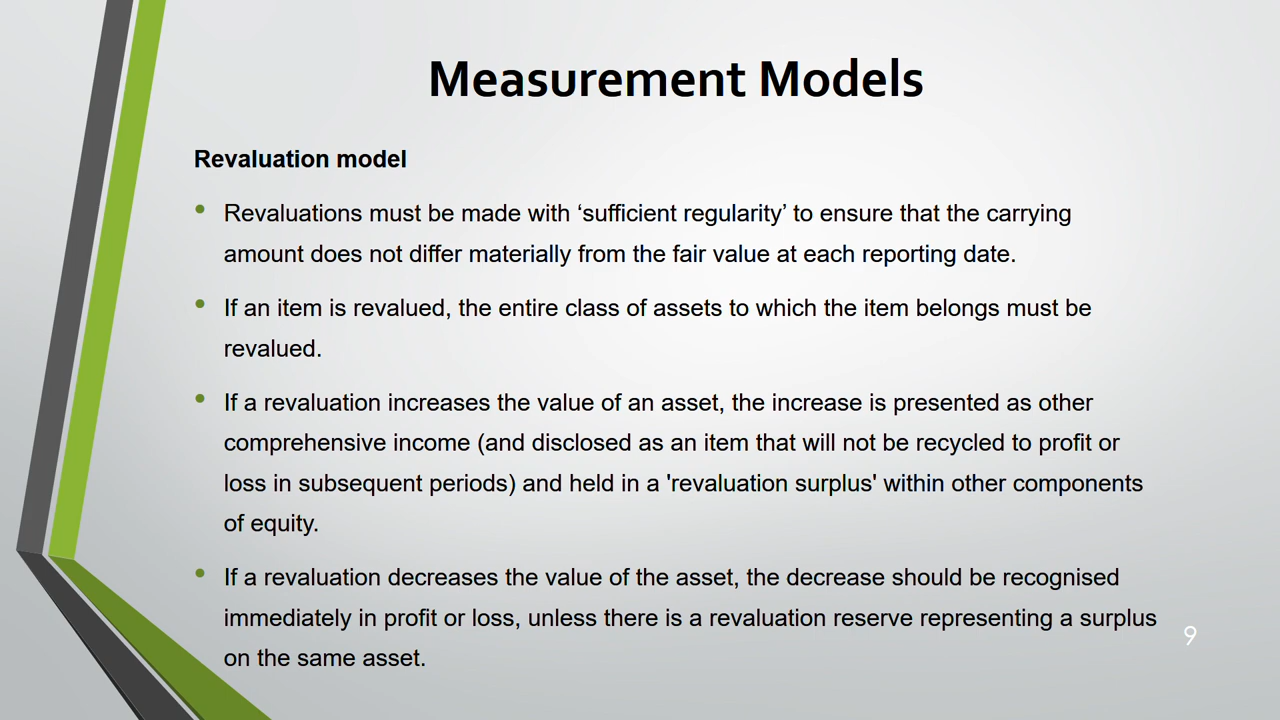 Measurement Models
Revaluation model
• Revaluations must be made with ‘sufficient regularity’ to ensure that the carrying
amount does not differ materially from the fair value at each reporting date.
• If an item is revalued, the entire class of assets to which the item belongs must be
revalued.
• If a revaluation increases the value of an asset, the increase is presented as other
comprehensive income (and disclosed as an item that will not be recycled to profit or
loss in subsequent periods) and held in a 'revaluation surplus' within other components
of equity.
• If a revaluation decreases the value of the asset, the decrease should be recognised
immediately in profit or loss, unless there is a revaluation reserve representing a surplus
on the same asset.
9